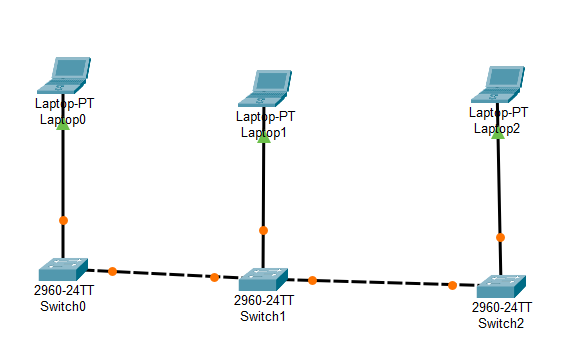 Laptop-PT
Laptop0
Laptop-PT
Laptop1
Laptop-PT
Laptop2
2960-24TT
Switch0
2960-24TT
Switch1
2960-24TT
Switch2